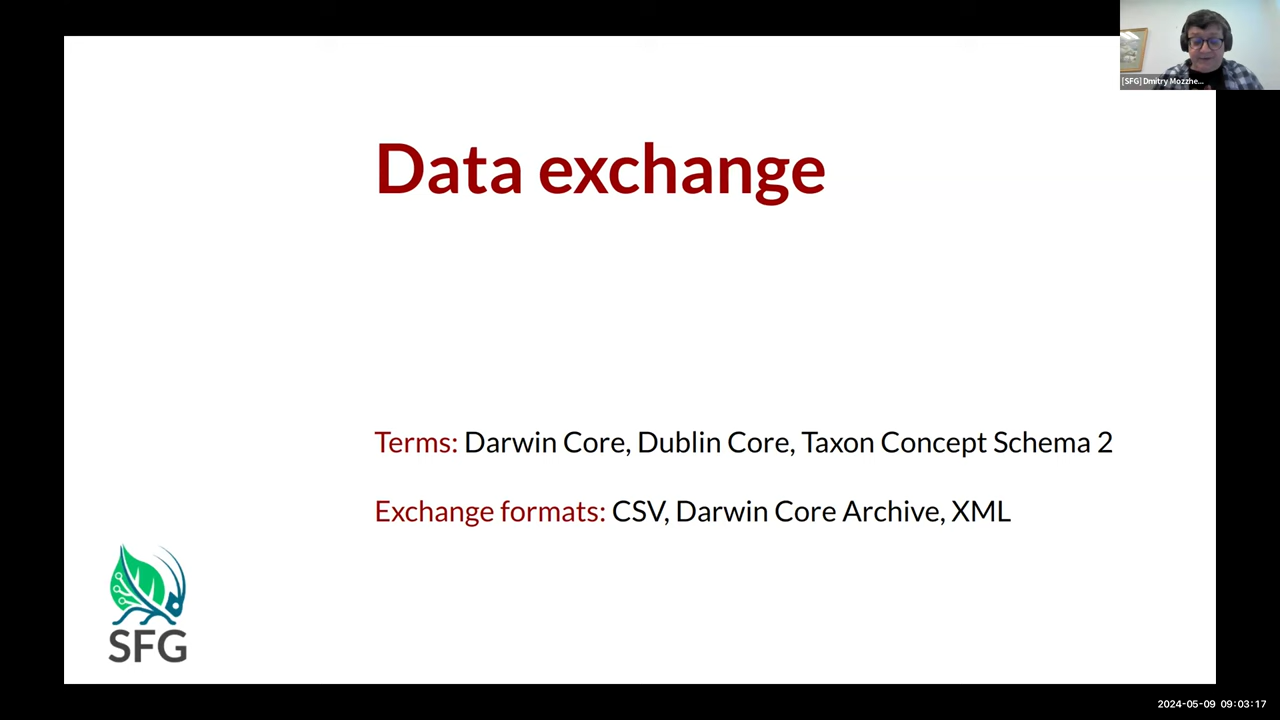 [SFG] Dmitry Mozzhe...
Data exchange
Terms: Darwin Core, Dublin Core, Taxon Concept Schema 2
Exchange formats: CSV, Darwin Core Archive, XML
SFG
2024-05-09 09:03:17